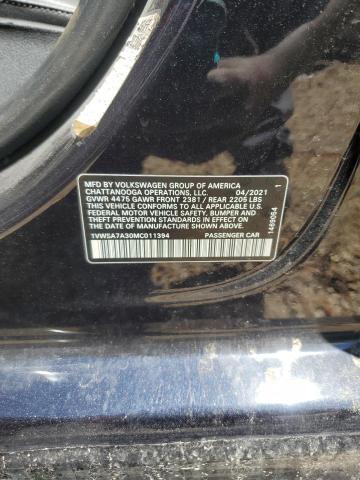 MFD BY VOLKSWAGEN GROUP OF AMERICA
CHATTANOOGA OPERATIONS, LLC. 04/2021
GVWR 4475 GAWR FRONT 2381 / REAR 2205 LBS
THIS VEHICLE CONFORMS TO ALL APPLICABLE U.S.
FEDERAL MOTOR VEHICLE SAFETY, BUMPER AND
THEFT PREVENTION STANDARDS IN EFFECT ON THE
DATE OF MANUFACTURE SHOWN ABOVE
1VWSA7A30MC011394 PASSENGER CAR
1469064 1